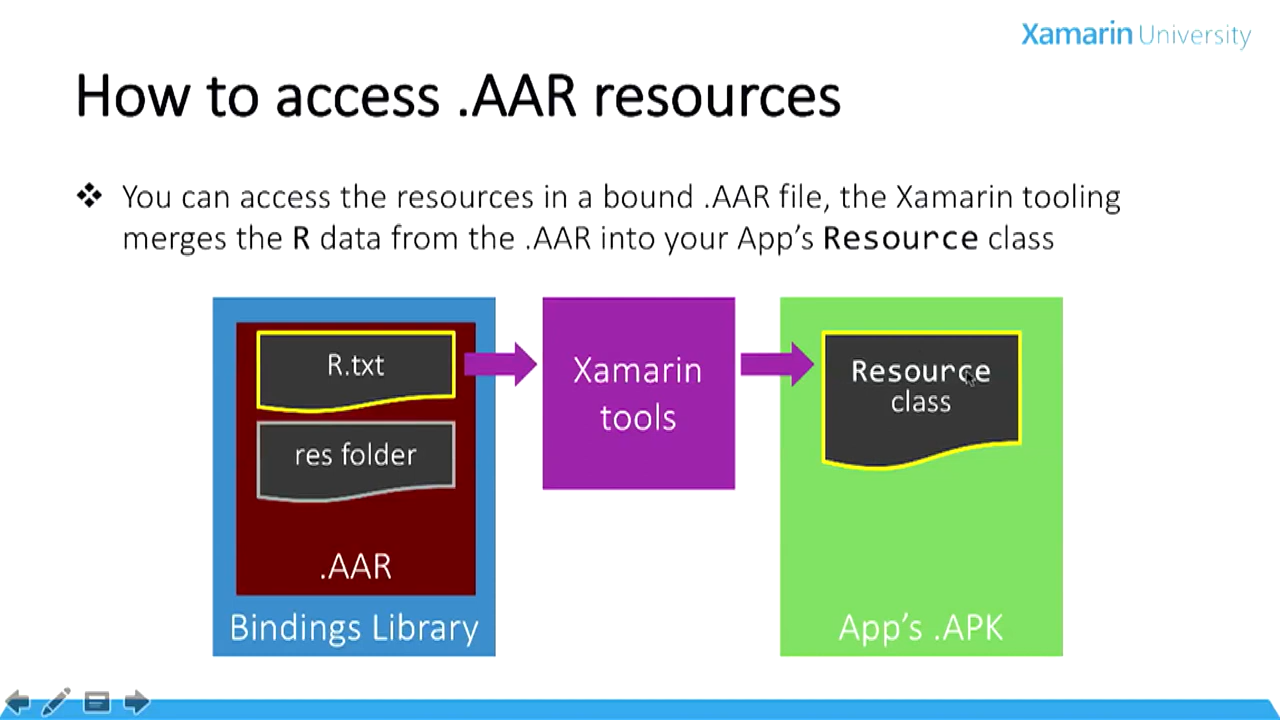 Xamarin University
How to access .AAR resources
❖ You can access the resources in a bound .AAR file, the Xamarin tooling
merges the R data from the .AAR into your App’s Resource class
R.txt
res folder
.AAR
Bindings Library
Xamarin
tools
Resource
class
App’s .APK